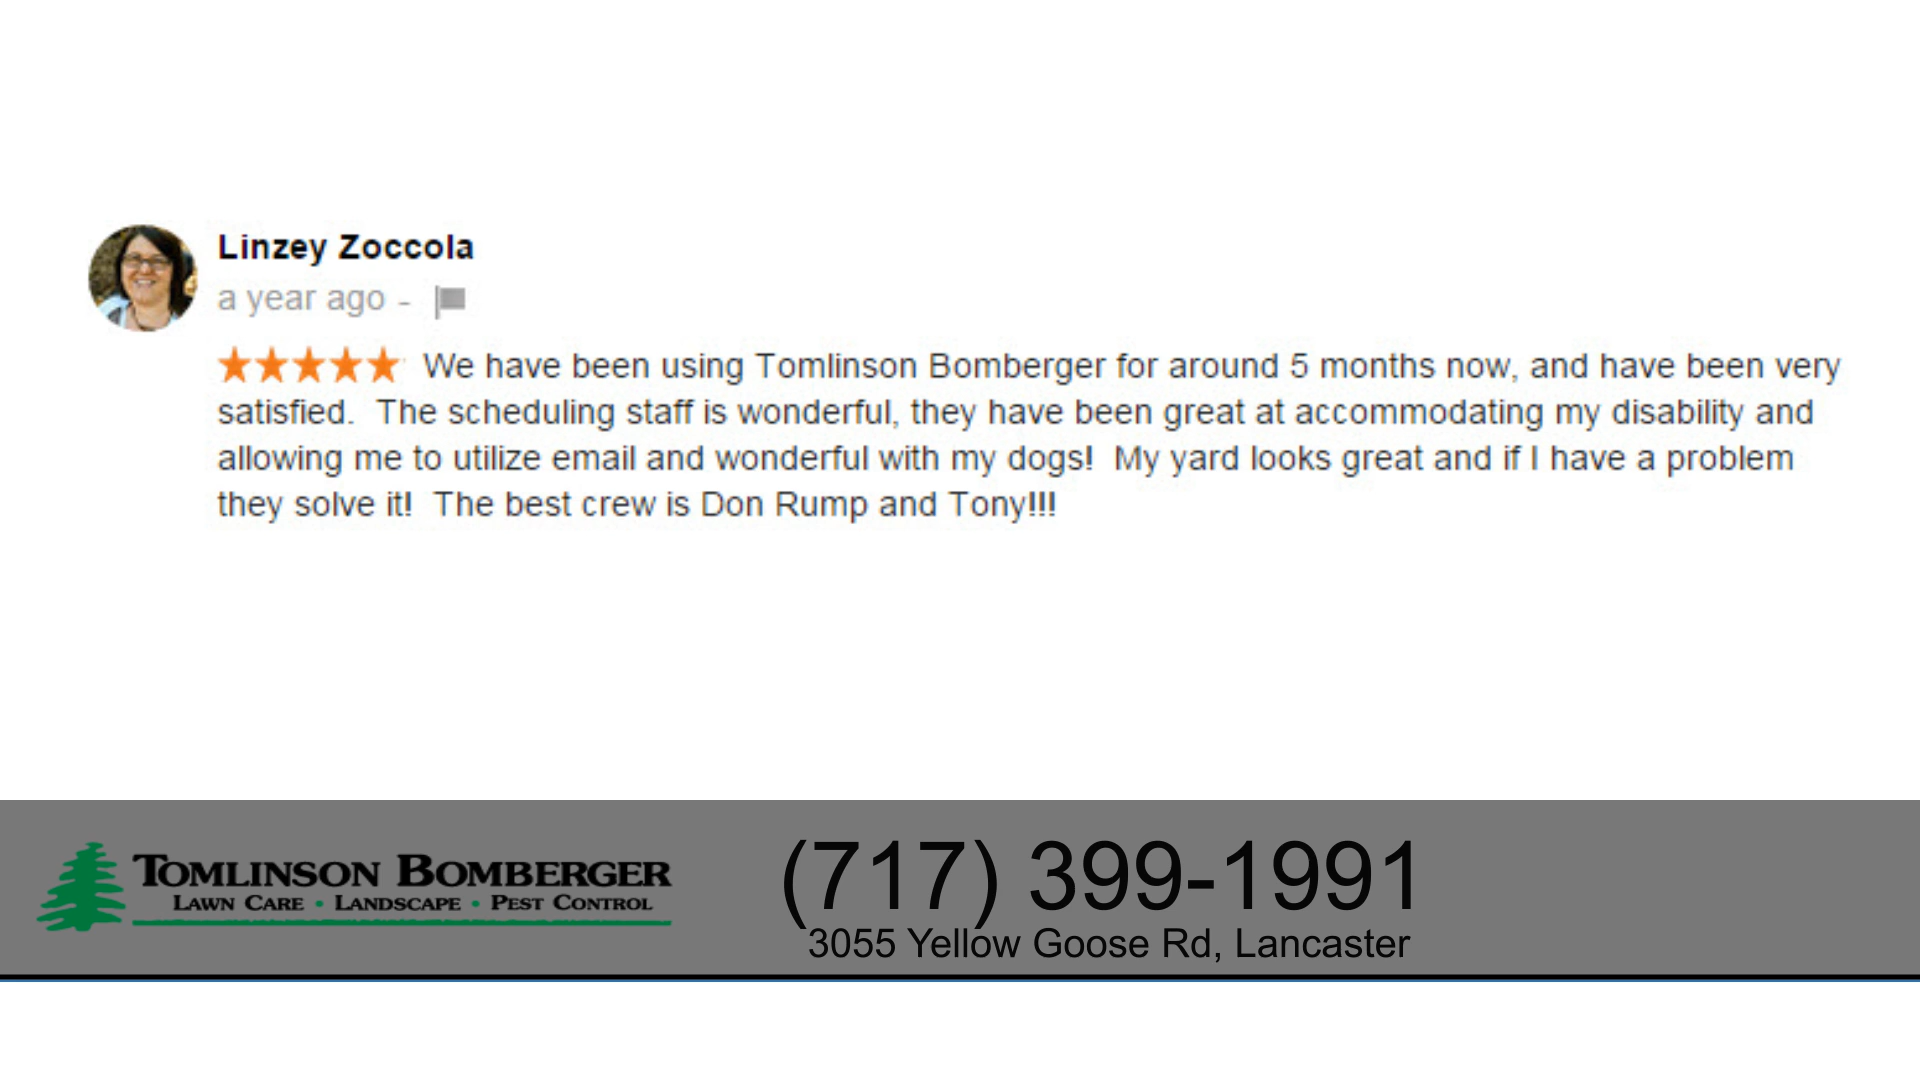 Linzey Zoccola
a year ago -
We have been using Tomlinson Bomberger for around 5 months now, and have been very
satisfied. The scheduling staff is wonderful, they have been great at accommodating my disability and
allowing me to utilize email and wonderful with my dogs! My yard looks great and if I have a problem
they solve it! The best crew is Don Rump and Tony!!!
TOMLINSON BOMBERGER
LAWN CARE • LANDSCAPE • PEST CONTROL
(717) 399-1991
3055 Yellow Goose Rd, Lancaster